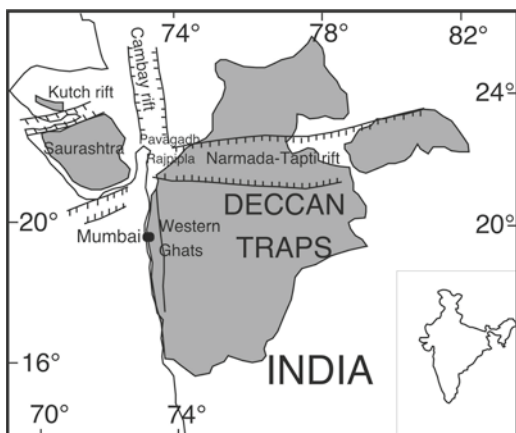 74°
78°
82°
Cambay rift
Kutch rift
24°
Pavagadh
Saurashtra
Rajpipla
Narmada-Tapti rift
DECCAN
TRAPS
20°
20°
Mumbai
Western
Ghats
16°
INDIA
70°
74°